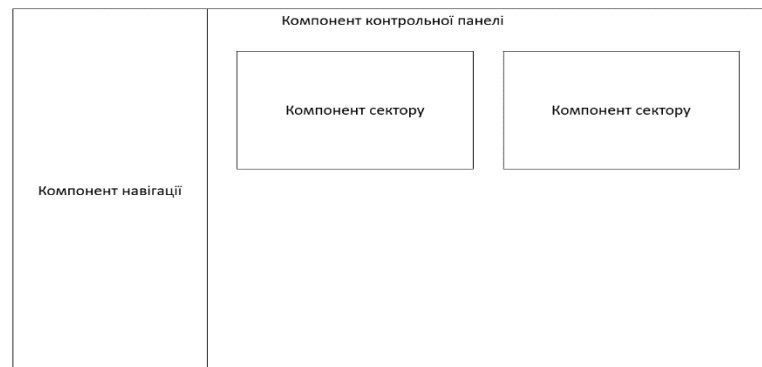 Компонент контрольної панелі
Компонент сектору
Компонент сектору
Компонент навігації